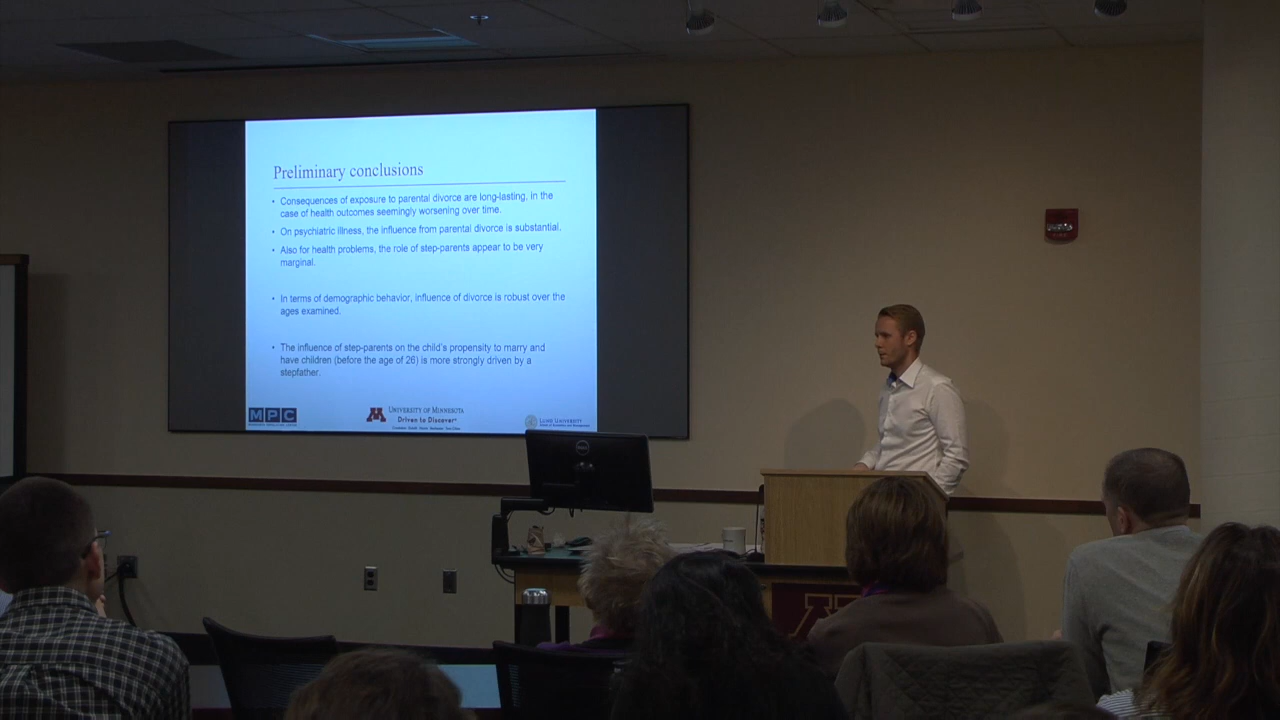 Preliminary conclusions
• Consequences of exposure to parental divorce are long-lasting, in the
case of health outcomes seemingly worsening over time.
• On psychiatric illness, the influence from parental divorce is substantial.
• Also for health problems, the role of step-parents appear to be very
marginal.
• In terms of demographic behavior, influence of divorce is robust over the
ages examined.
• The influence of step-parents on the child's propensity to marry and
have children (before the age of 26) is more strongly driven by a
stepfather.
MPC
M
UNIVERSITY OF MINNESOTA
Driven to Discover
LUND UNIVERSITY
DELL
M